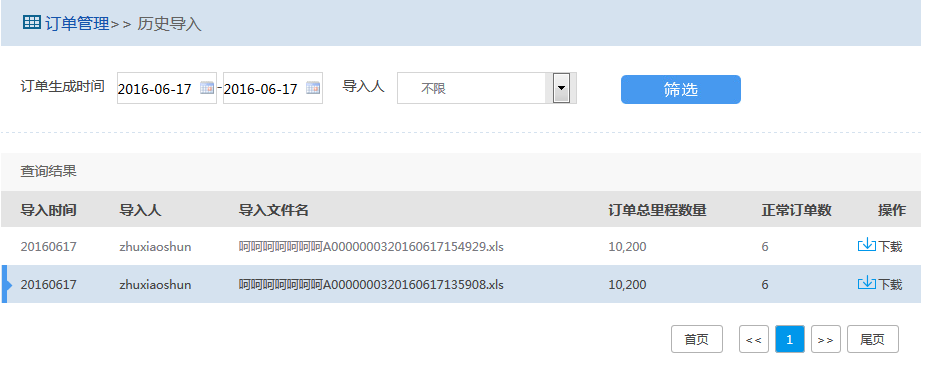 订单管理>> 历史导入
订单生成时间 2016-06-17 - 2016-06-17 导入人 不限 筛选
查询结果
导入时间 导入人 导入文件名 订单总里程数量 正常订单数 操作
20160617 zhuxiaoshun 呵呵呵呵呵呵呵A0000000320160617154929.xls 10,200 6 下载
20160617 zhuxiaoshun 呵呵呵呵呵呵呵A0000000320160617135908.xls 10,200 6 下载
首页 << 1 >> 尾页